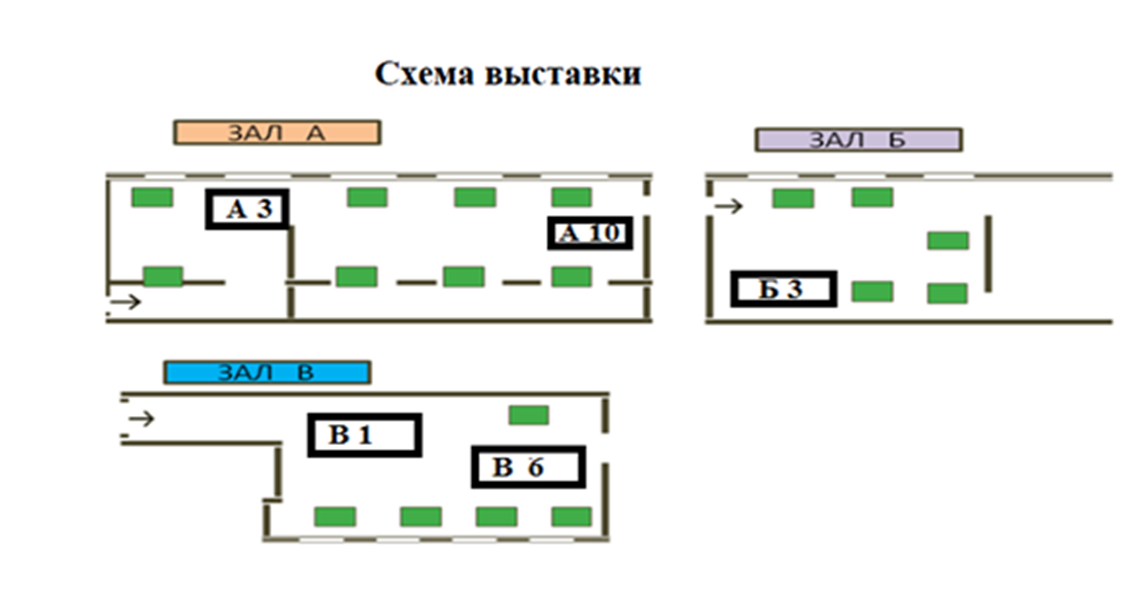 Схема выставки
ЗАЛ А
ЗАЛ Б
А 3
А 10
Б 3
ЗАЛ В
В 1
В 6